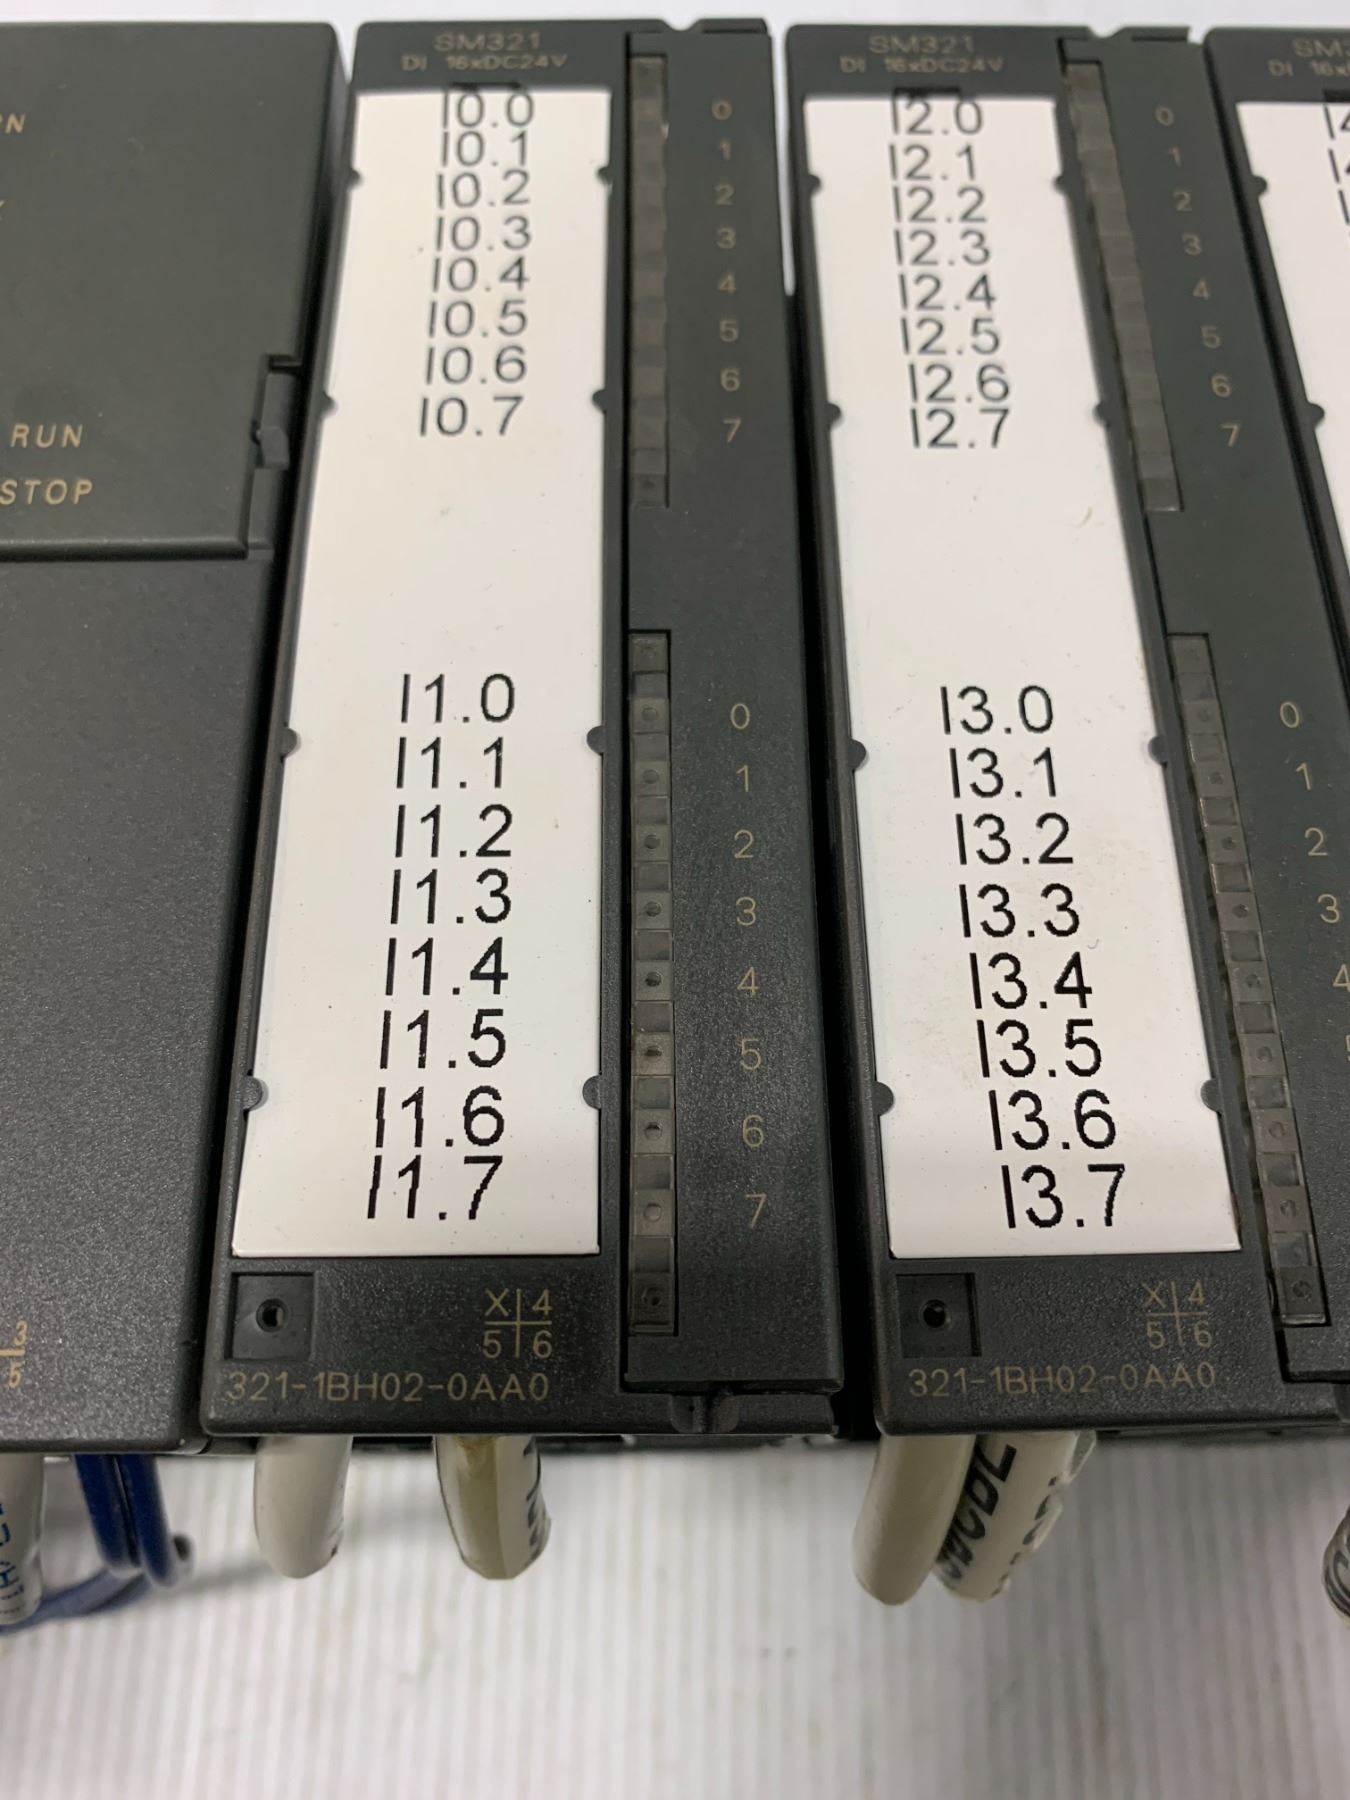 RUN
STOP
3
5
SM321
DI 16xDC24V
I0.0
I0.1
I0.2
I0.3
I0.4
I0.5
I0.6
I0.7
I1.0
I1.1
I1.2
I1.3
I1.4
I1.5
I1.6
I1.7
0
1
2
3
4
5
6
7
0
1
2
3
4
5
6
7
X 4
5 6
321-1BH02-0AA0
SM321
DI 16xDC24V
I2.0
I2.1
I2.2
I2.3
I2.4
I2.5
I2.6
I2.7
I3.0
I3.1
I3.2
I3.3
I3.4
I3.5
I3.6
I3.7
0
1
2
3
4
5
6
7
0
1
2
3
4
X 4
5 6
321-1BH02-0AA0